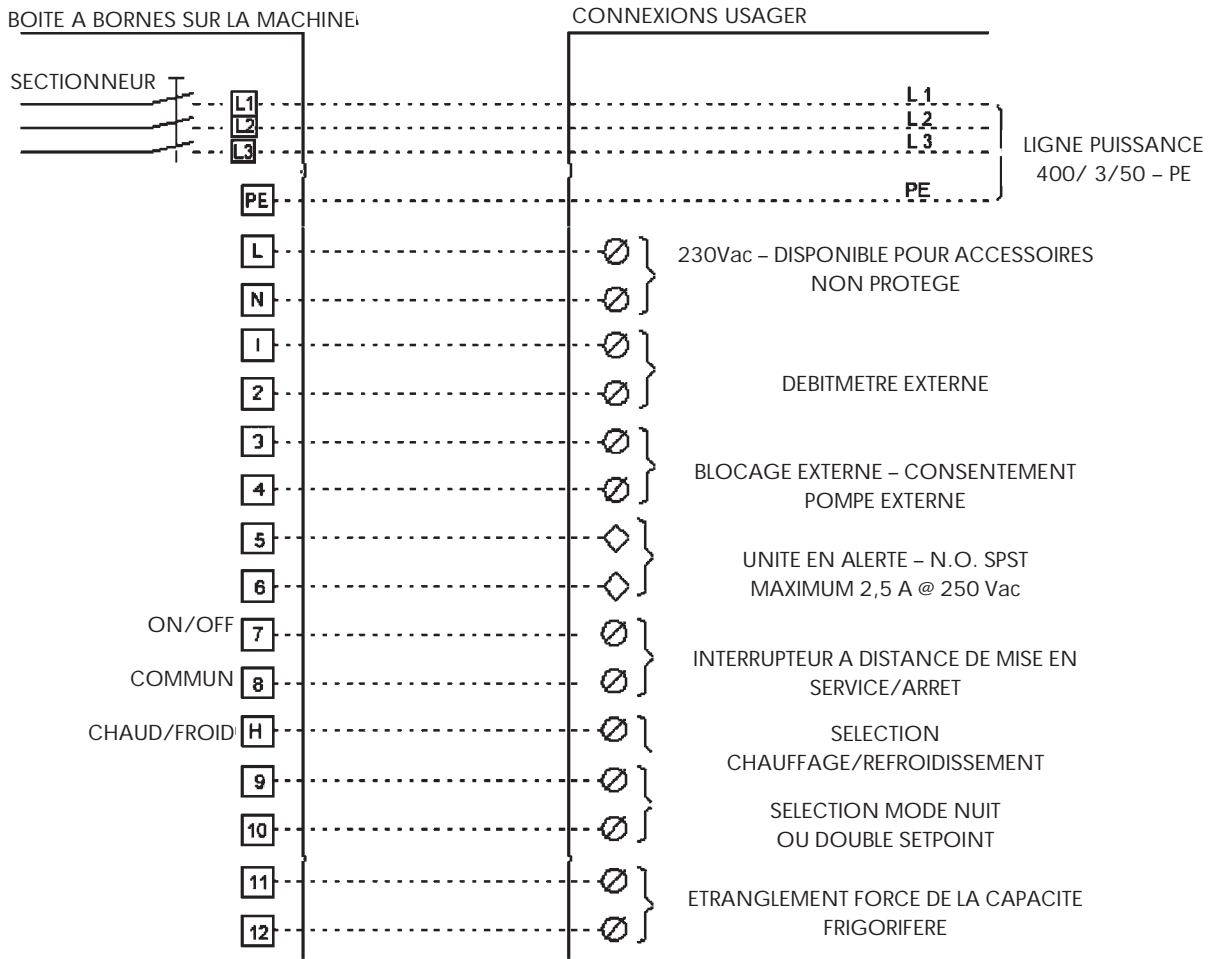 BOITE A BORNES SUR LA MACHINE
CONNEXIONS USAGER
SECTIONNEUR
L1
L 1
L2
L 2
L3
L 3
LIGNE PUISSANCE
400/ 3/50 – PE
PE
PE
L
230Vac – DISPONIBLE POUR ACCESSOIRES
NON PROTEGE
N
I
2
DEBITMETRE EXTERNE
3
4
BLOCAGE EXTERNE – CONSENTEMENT
POMPE EXTERNE
5
6
UNITE EN ALERTE – N.O. SPST
MAXIMUM 2,5 A @ 250 Vac
ON/OFF 7
COMMUN 8
INTERRUPTEUR A DISTANCE DE MISE EN
SERVICE/ARRET
CHAUD/FROID H
SELECTION
CHAUFFAGE/REFROIDISSEMENT
9
10
SELECTION MODE NUIT
OU DOUBLE SETPOINT
11
12
ETRANGLEMENT FORCE DE LA CAPACITE
FRIGORIFERE